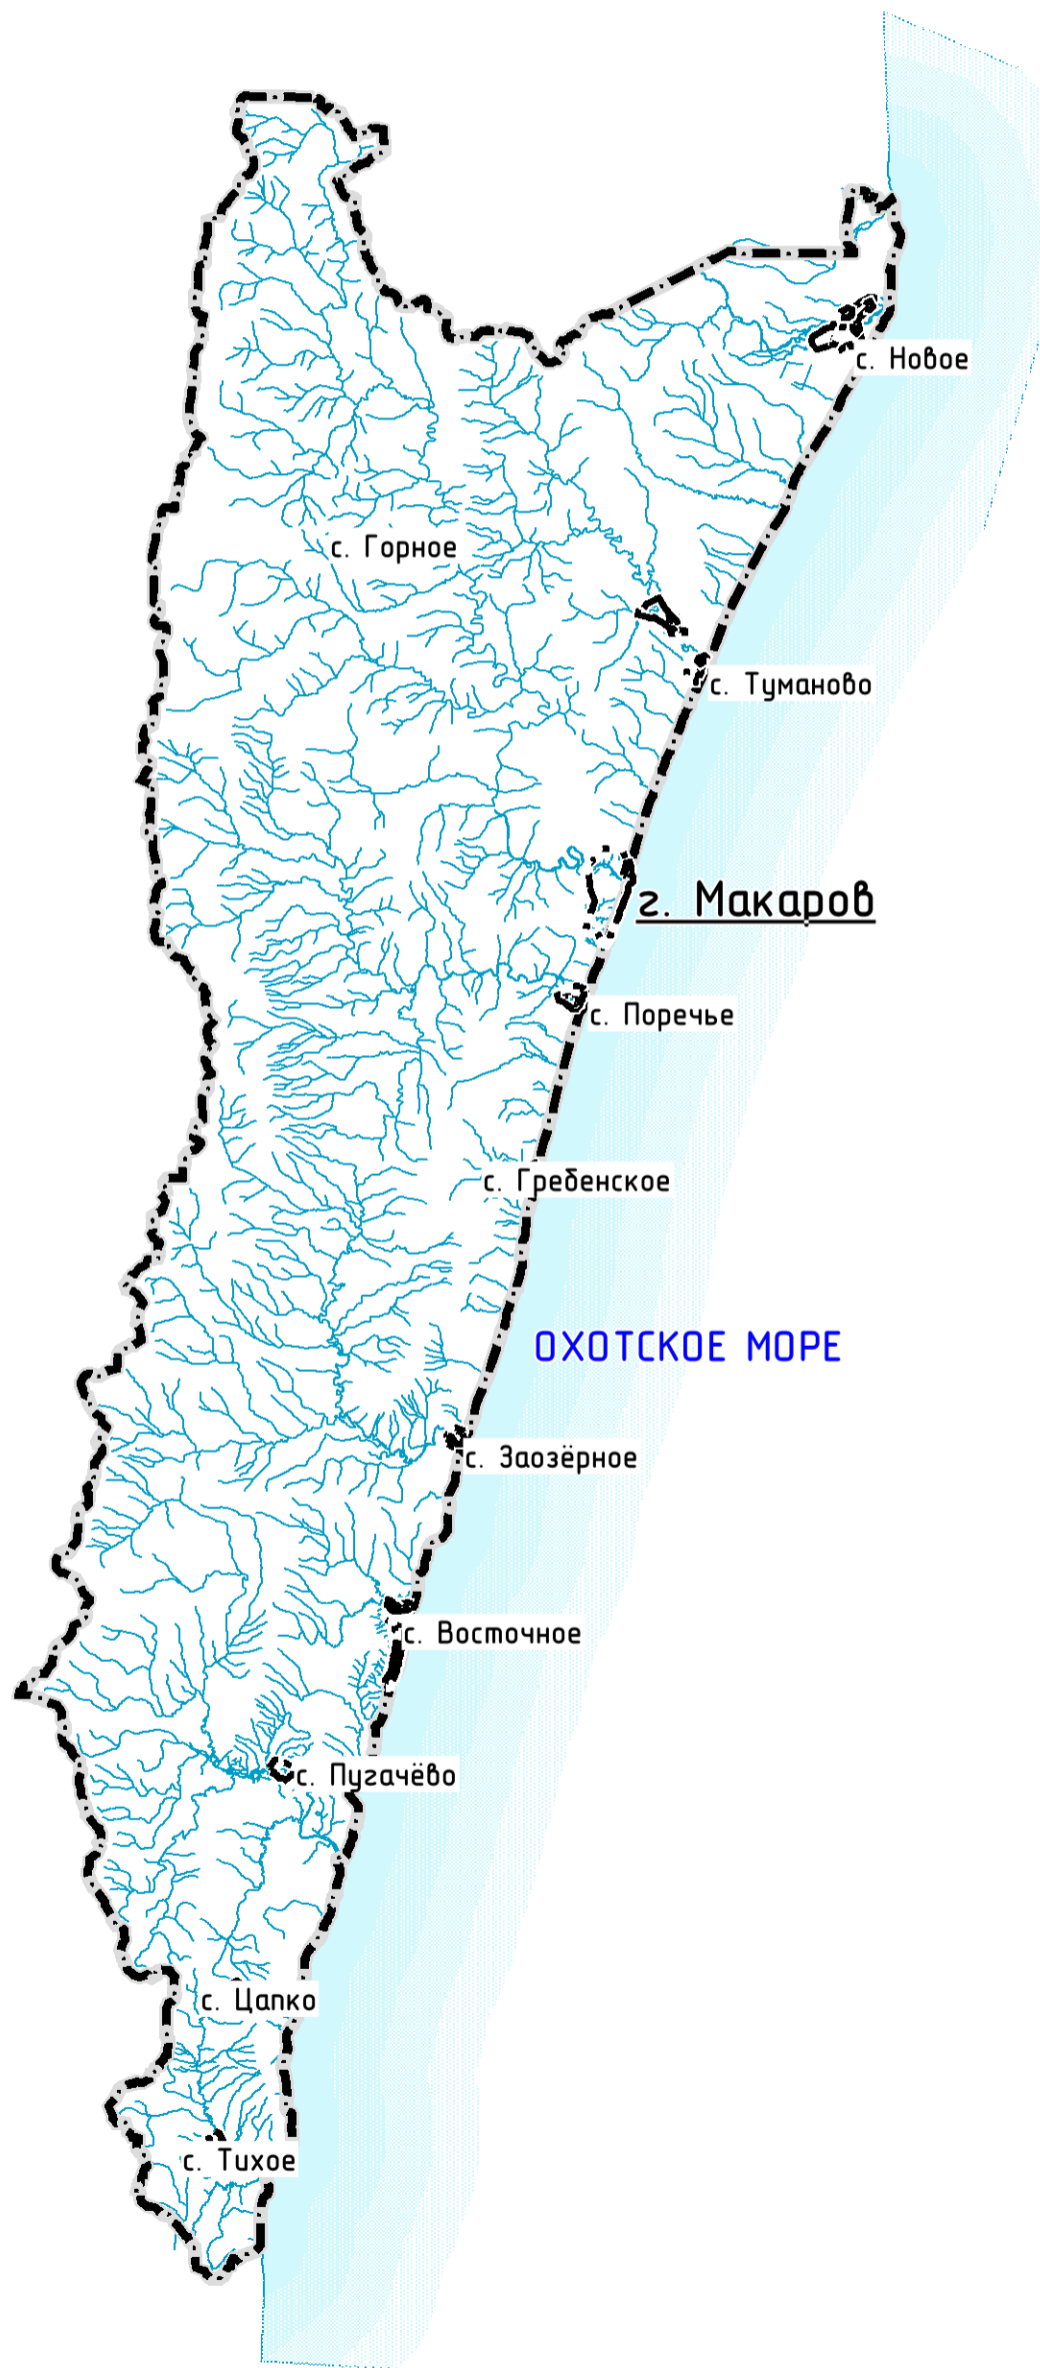 с. Новое
с. Горное
с. Туманово
г. Макаров
с. Поречье
с. Гребенское
ОХОТСКОЕ МОРЕ
с. Заозёрное
с. Восточное
с. Пугачёво
с. Цапко
с. Тихое